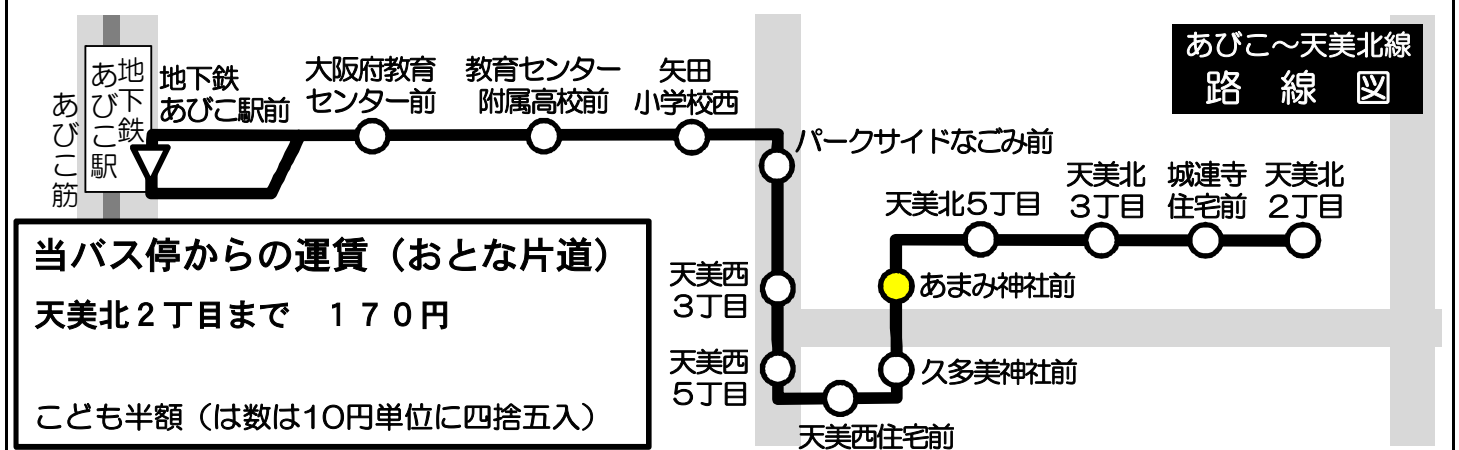 あびこ～天美北線
路線図
あびこ筋
地下鉄
あびこ駅
地下鉄
あびこ駅前
大阪府教育
センター前
教育センター
附属高校前
矢田
小学校西
パークサイドなごみ前
天美西
3丁目
天美西
5丁目
天美西住宅前
久多美神社前
あまみ神社前
天美北5丁目
天美北
3丁目
城連寺
住宅前
天美北
2丁目
当バス停からの運賃（おとな片道）
天美北２丁目まで　１７０円
こども半額（は数は10円単位に四捨五入）